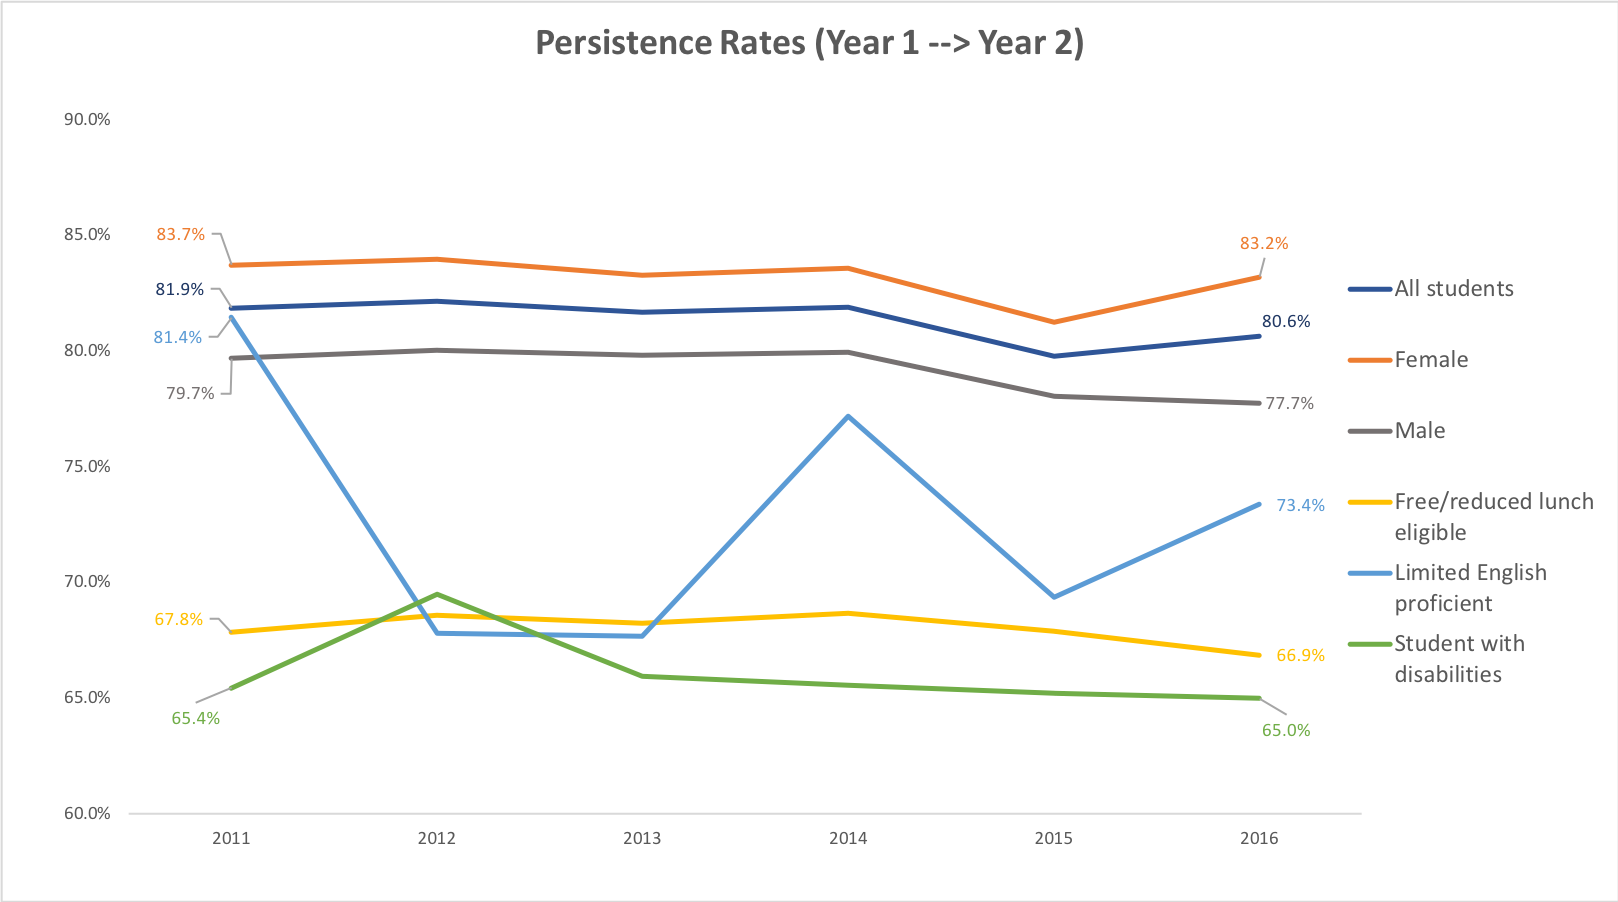 Persistence Rates (Year 1 --> Year 2)
90.0%
85.0%
80.0%
75.0%
70.0%
65.0%
60.0%
83.7%
81.9%
81.4%
79.7%
67.8%
65.4%
83.2%
80.6%
77.7%
73.4%
66.9%
65.0%
2011 2012 2013 2014 2015 2016
All students
Female
Male
Free/reduced lunch
eligible
Limited English
proficient
Student with
disabilities